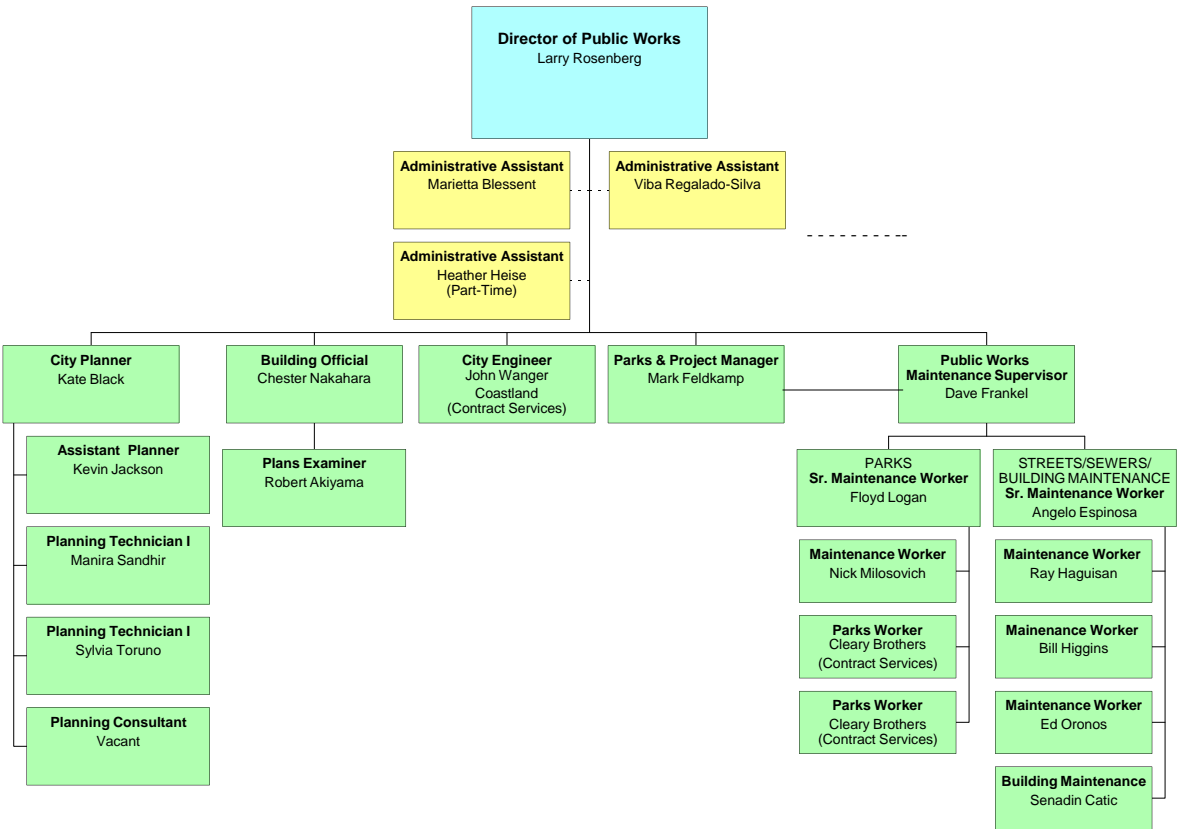 Director of Public Works
Larry Rosenberg
Administrative Assistant
Marietta Blessent
Administrative Assistant
Viba Regalado-Silva
Administrative Assistant
Heather Heise
(Part-Time)
City Planner
Kate Black
Building Official
Chester Nakahara
City Engineer
John Wanger
Coastland
(Contract Services)
Parks & Project Manager
Mark Feldkamp
Public Works
Maintenance Supervisor
Dave Frankel
Assistant Planner
Kevin Jackson
Planning Technician I
Manira Sandhir
Planning Technician I
Sylvia Toruno
Planning Consultant
Vacant
Plans Examiner
Robert Akiyama
PARKS
Sr. Maintenance Worker
Floyd Logan
Maintenance Worker
Nick Milosovich
Parks Worker
Cleary Brothers
(Contract Services)
Parks Worker
Cleary Brothers
(Contract Services)
STREETS/SEWERS/
BUILDING MAINTENANCE
Sr. Maintenance Worker
Angelo Espinosa
Maintenance Worker
Ray Haguisan
Mainenance Worker
Bill Higgins
Maintenance Worker
Ed Oronos
Building Maintenance
Senadin Catic